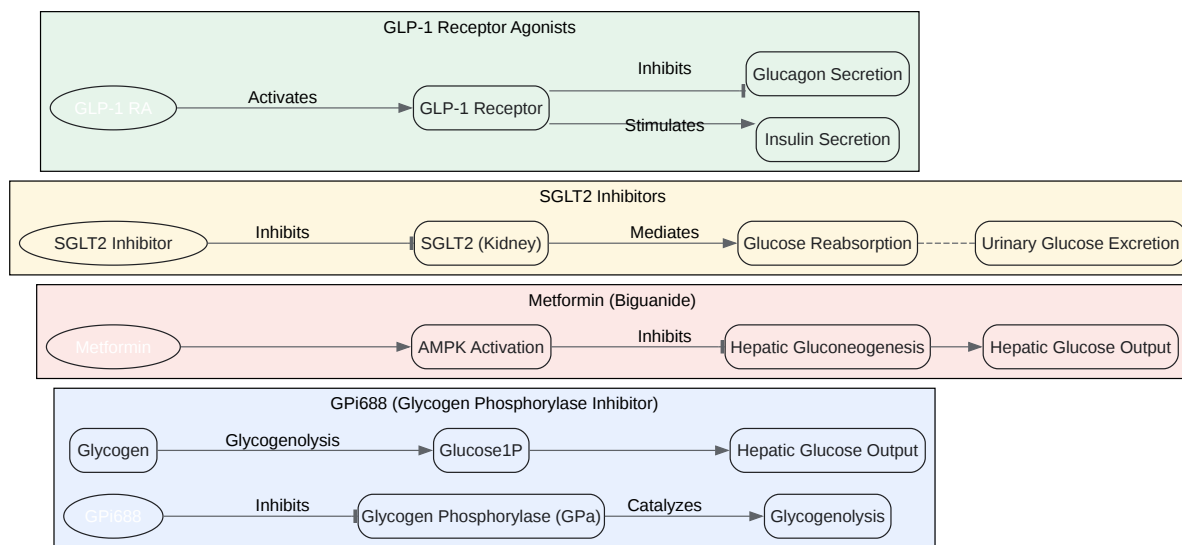 GLP-1 Receptor Agonists
GLP-1 RA
Activates
GLP-1 Receptor
Inhibits
Glucagon Secretion
Stimulates
Insulin Secretion
SGLT2 Inhibitors
SGLT2 Inhibitor
Inhibits
SGLT2 (Kidney)
Mediates
Glucose Reabsorption
Urinary Glucose Excretion
Metformin (Biguanide)
Metformin
AMPK Activation
Inhibits
Hepatic Gluconeogenesis
Hepatic Glucose Output
GPi688 (Glycogen Phosphorylase Inhibitor)
Glycogen
Glycogenolysis
Glucose1P
Hepatic Glucose Output
GPi688
Inhibits
Glycogen Phosphorylase (GPa)
Catalyzes
Glycogenolysis